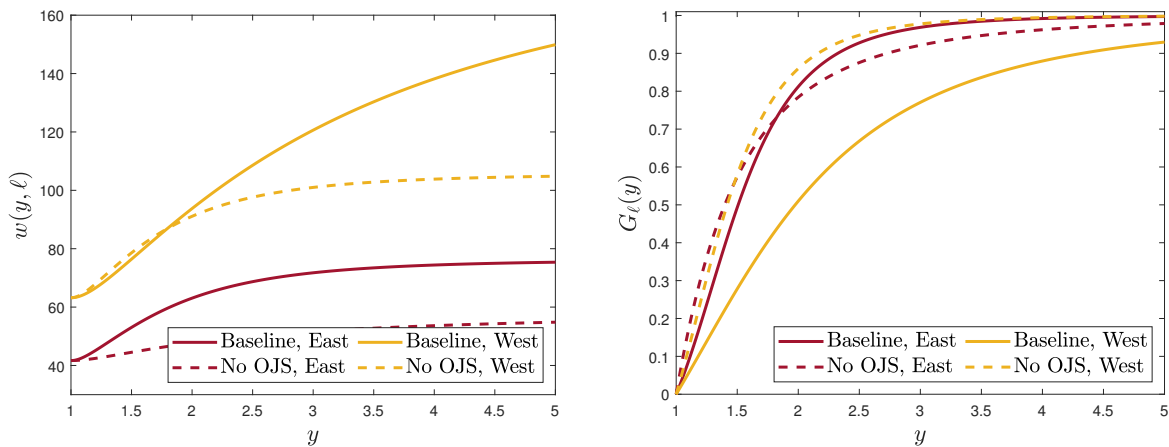 160
140
120
100
80
60
40
w(y, ℓ)
Baseline, East
Baseline, West
No OJS, East
No OJS, West
1 1.5 2 2.5 3 3.5 4 4.5 5
y
1
0.9
0.8
0.7
0.6
0.5
0.4
0.3
0.2
0.1
0
G_ℓ(y)
Baseline, East
Baseline, West
No OJS, East
No OJS, West
1 1.5 2 2.5 3 3.5 4 4.5 5
y